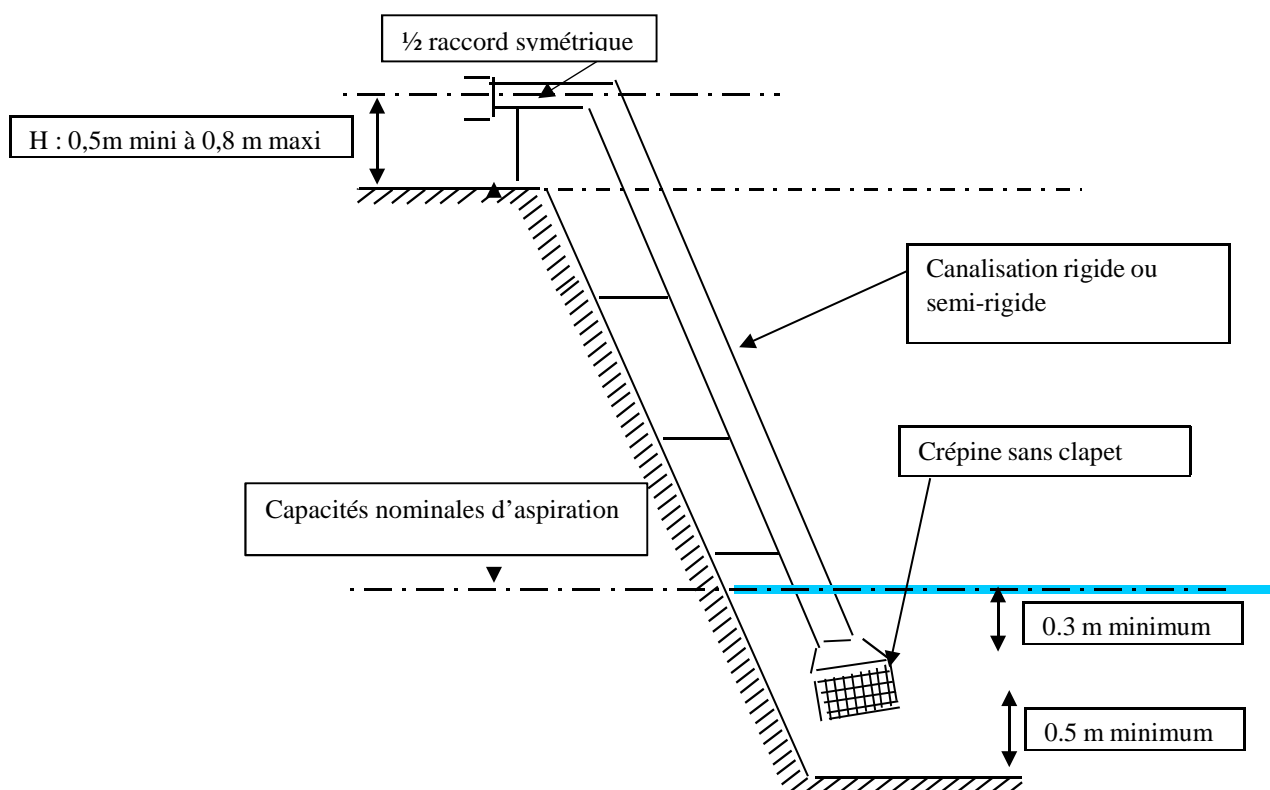 ½ raccord symétrique
H : 0,5m mini à 0,8 m maxi
Canalisation rigide ou
semi-rigide
Crépine sans clapet
Capacités nominales d’aspiration
0.3 m minimum
0.5 m minimum